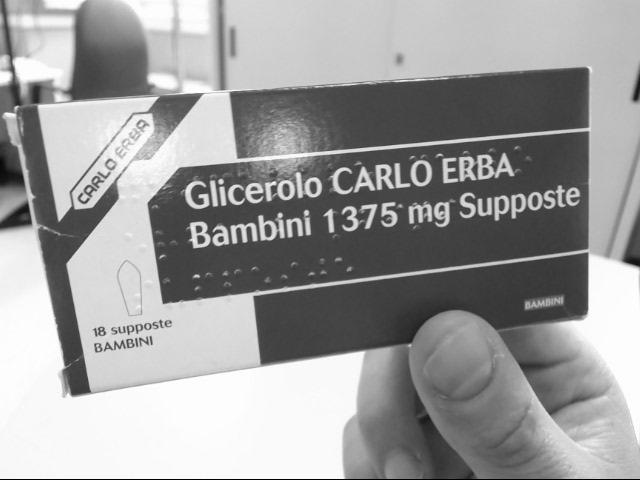 CARLO ERBA
Glicerolo CARLO ERBA
Bambini 1375 mg Supposte
18 supposte
BAMBINI
BAMBINI